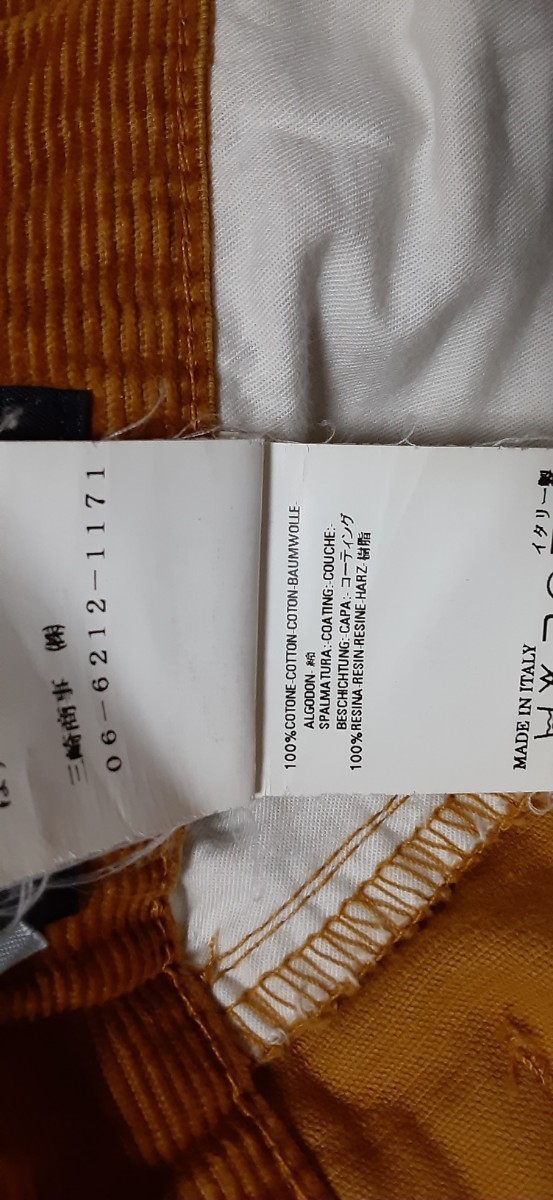 三崎商事 ㈱
06-6212-1171
100%COTONE-COTTON-COTON-BAUMWOLLE-
ALGODON-綿
SPALMATURA:-COATING:-COUCHE:-
BESCHICHTUNG:-CAPA:-コーティング
100%RESINA-RESIN-RESINE-HARZ-樹脂
MADE IN ITALY
イタリー製